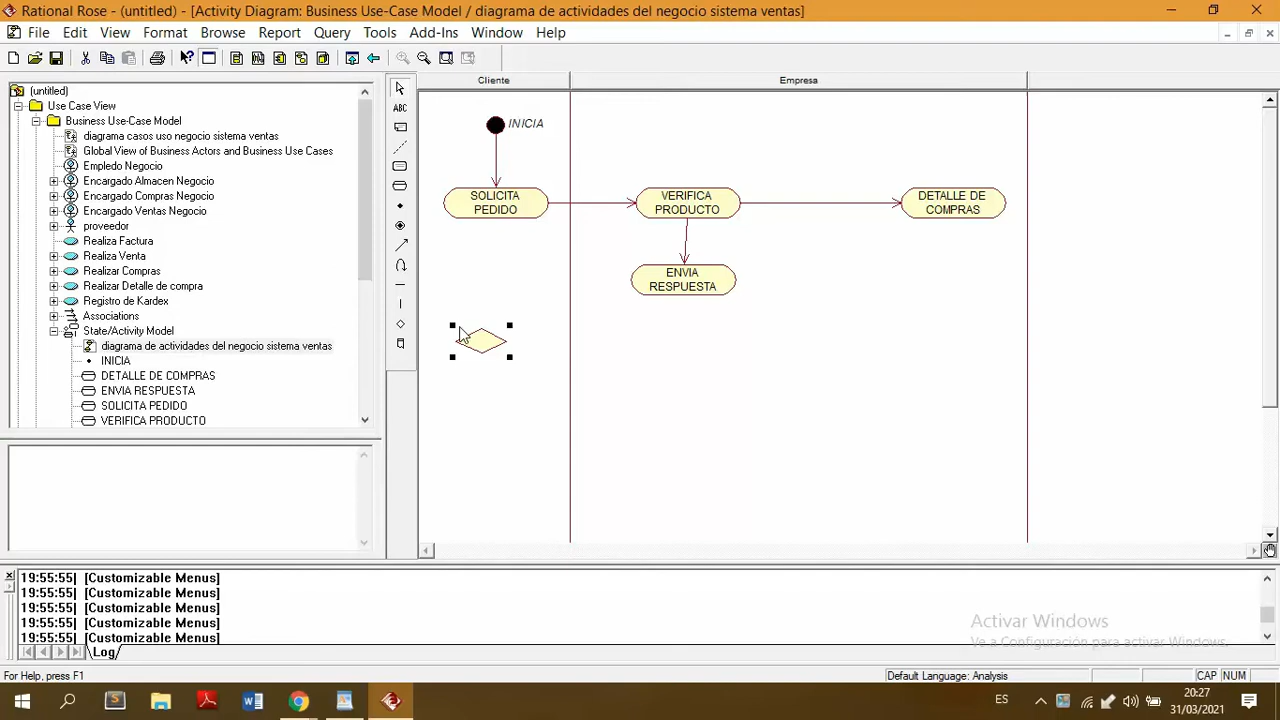 Rational Rose - (untitled) - [Activity Diagram: Business Use-Case Model / diagrama de actividades del negocio sistema ventas]
File Edit View Format Browse Report Query Tools Add-Ins Window Help
(untitled)
Use Case View
Business Use-Case Model
diagrama casos uso negocio sistema ventas
Global View of Business Actors and Business Use Cases
Empledo Negocio
Encargado Almacen Negocio
Encargado Compras Negocio
Encargado Ventas Negocio
proveedor
Realiza Factura
Realiza Venta
Realizar Compras
Realizar Detalle de compra
Registro de Kardex
Associations
State/Activity Model
diagrama de actividades del negocio sistema ventas
INICIA
DETALLE DE COMPRAS
ENVIA RESPUESTA
SOLICITA PEDIDO
VERIFICA PRODUCTO
ABC
Cliente
Empresa
INICIA
SOLICITA
PEDIDO
VERIFICA
PRODUCTO
DETALLE DE
COMPRAS
ENVIA
RESPUESTA
19:55:55| [Customizable Menus]
19:55:55| [Customizable Menus]
19:55:55| [Customizable Menus]
19:55:55| [Customizable Menus]
19:55:55| [Customizable Menus]
Log
Activar Windows
Ve a Configuración para activar Windows.
For Help, press F1
Default Language: Analysis
CAP NUM
ES
20:27
31/03/2021